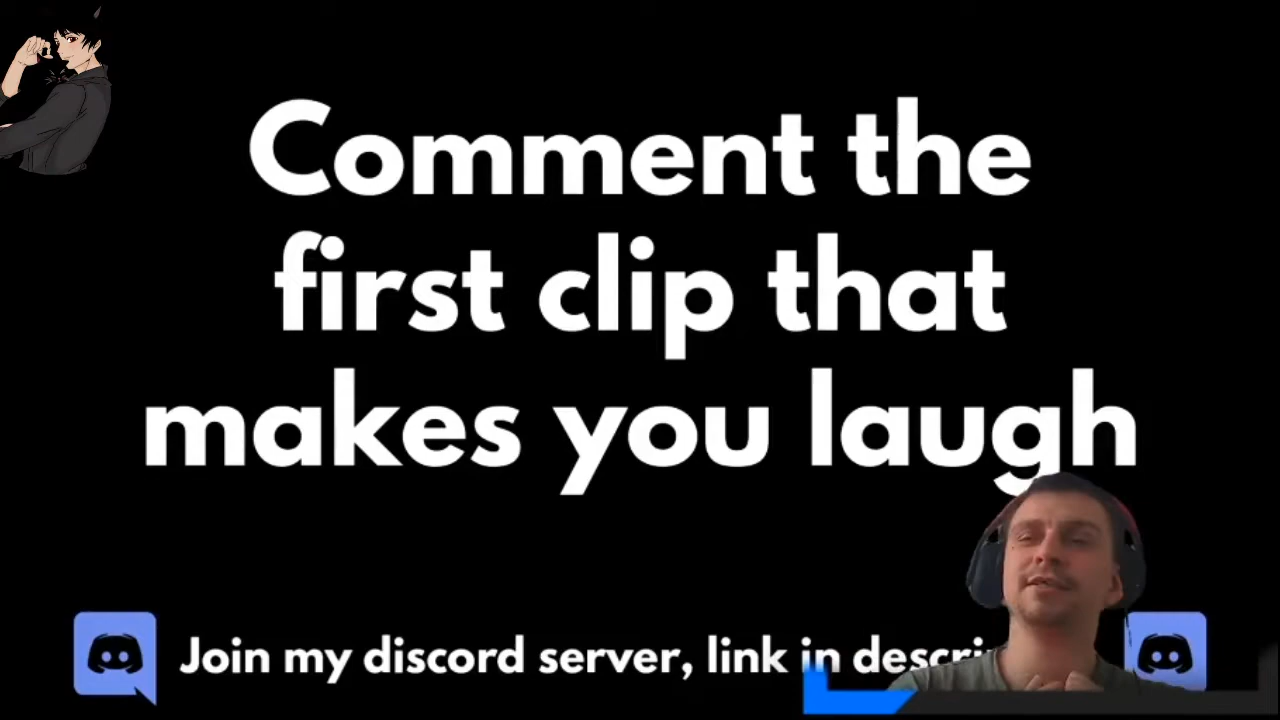 Comment the
first clip that
makes you laugh
Join my discord server, link in